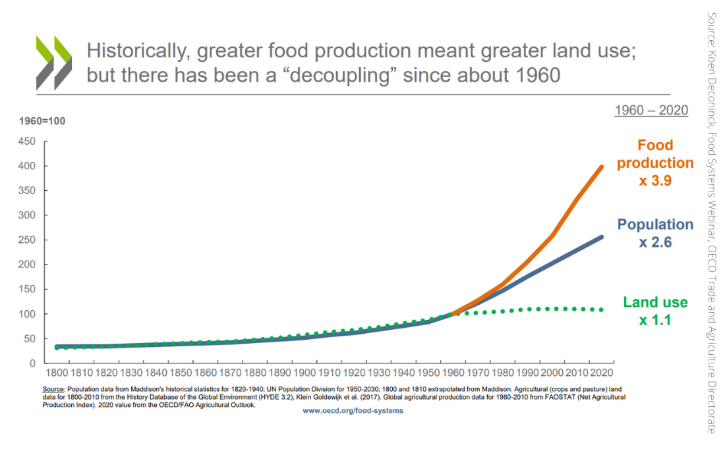 Historically, greater food production meant greater land use;
but there has been a “decoupling” since about 1960
1960 – 2020
1960=100
450
400
350
300
250
200
150
100
50
0
1800 1810 1820 1830 1840 1850 1860 1870 1880 1890 1900 1910 1920 1930 1940 1950 1960 1970 1980 1990 2000 2010 2020
Food
production
x 3.9
Population
x 2.6
Land use
x 1.1
Source: Population data from Maddison's historical statistics for 1820-1940; UN Population Division for 1950-2030; 1800 and 1810 extrapolated from Maddison. Agricultural (crops and pasture) land
data for 1800-2010 from the History Database of the Global Environment (HYDE 3.2), Klein Goldewijk et al. (2017). Global agricultural production data for 1960-2010 from FAOSTAT (Net Agricultural
Production Index). 2020 value from the OECD/FAO Agricultural Outlook.
www.oecd.org/food-systems
Source: Koen Deconinck, Food Systems Webinar, OECD Trade and Agriculture Directorate